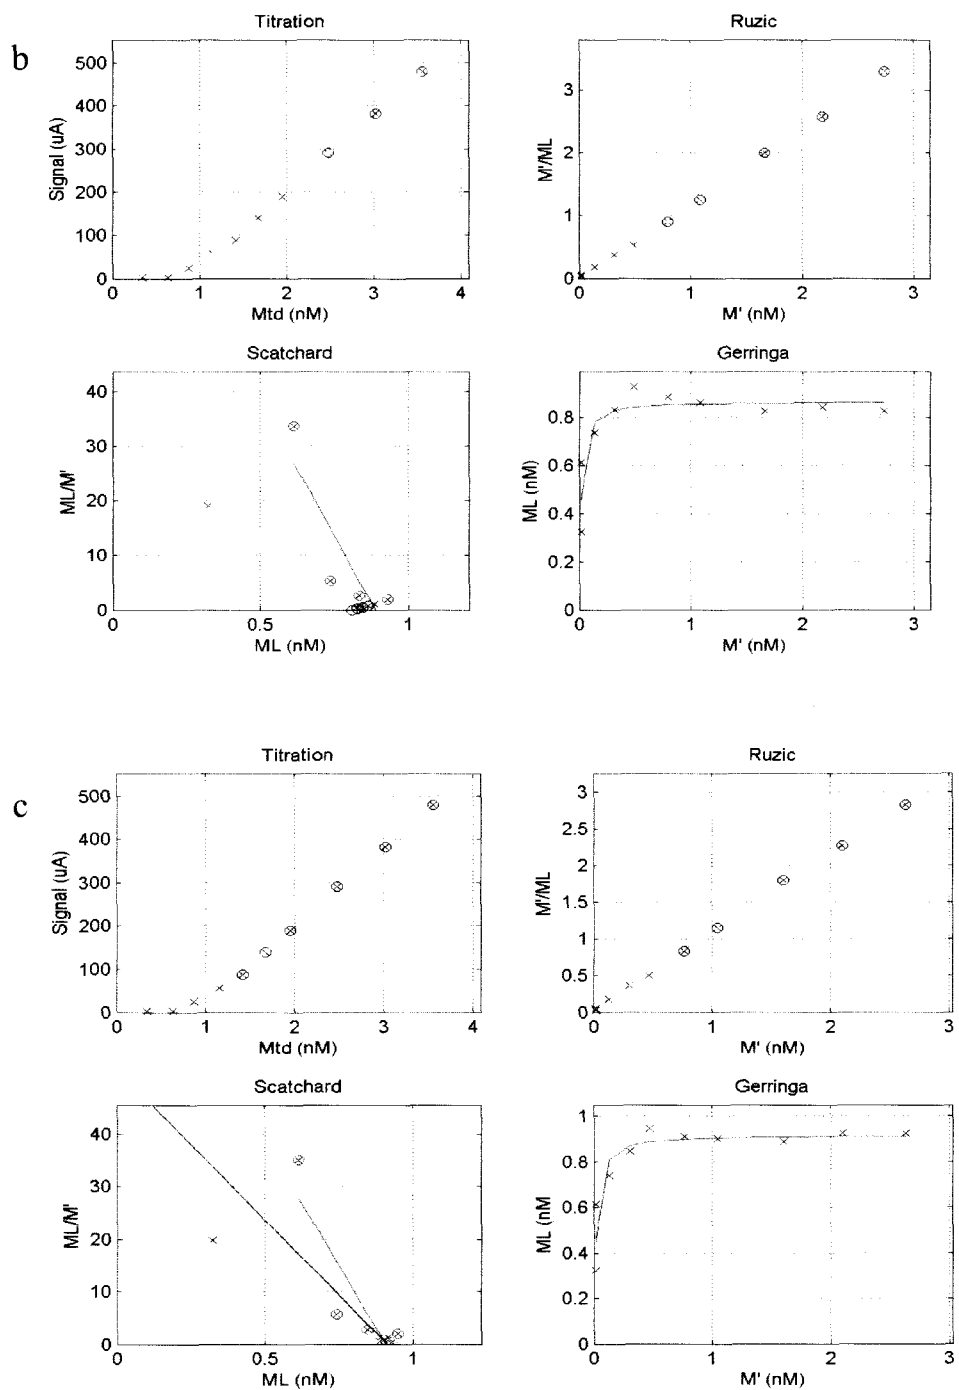 b
Titration
Signal (uA)
500
400
300
200
100
0
0 1 2 3 4
Mtd (nM)
Ruzic
M'/ML
3
2
1
0
0 1 2 3
M' (nM)
Scatchard
ML/M'
40
30
20
10
0
0 0.5 1
ML (nM)
Gerringa
ML (nM)
0.8
0.6
0.4
0.2
0
0 1 2 3
M' (nM)
c
Titration
Signal (uA)
500
400
300
200
100
0
0 1 2 3 4
Mtd (nM)
Ruzic
M'/ML
3
2.5
2
1.5
1
0.5
0
0 1 2 3
M' (nM)
Scatchard
ML/M'
40
30
20
10
0
0 0.5 1
ML (nM)
Gerringa
ML (nM
1
0.8
0.6
0.4
0.2
0
0 1 2 3
M' (nM)